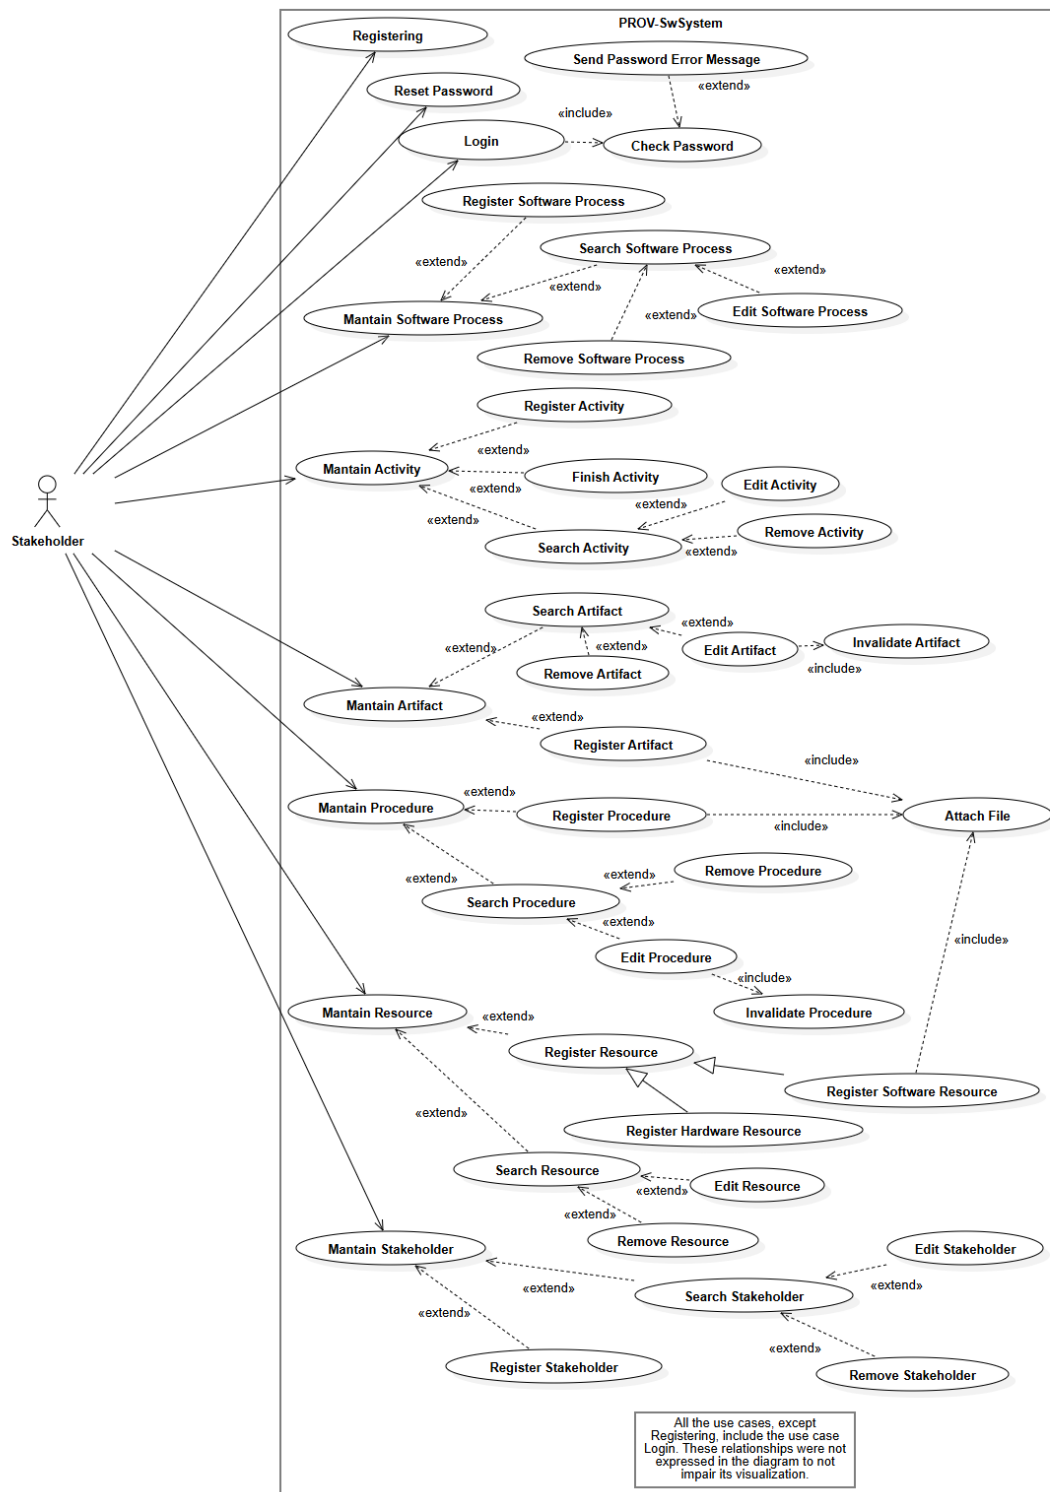 PROV-SwSystem
Registering
Send Password Error Message
«extend»
Reset Password
«include»
Login
Check Password
Register Software Process
Search Software Process
«extend»
«extend»
«extend»
Edit Software Process
Mantain Software Process
«extend»
Remove Software Process
Register Activity
«extend»
Mantain Activity
Finish Activity
«extend»
Edit Activity
«extend»
«extend»
Remove Activity
Search Activity
«extend»
Stakeholder
Search Artifact
«extend»
Edit Artifact
Invalidate Artifact
«extend»
«extend»
«include»
Remove Artifact
Mantain Artifact
«extend»
Register Artifact
«include»
«extend»
Mantain Procedure
Register Procedure
«include»
Attach File
Remove Procedure
«extend»
«extend»
Search Procedure
«extend»
Edit Procedure
«include»
«include»
Invalidate Procedure
Mantain Resource
«extend»
Register Resource
Register Software Resource
«extend»
Register Hardware Resource
Search Resource
Edit Resource
«extend»
«extend»
Remove Resource
Mantain Stakeholder
Edit Stakeholder
«extend»
«extend»
Search Stakeholder
«extend»
«extend»
Register Stakeholder
Remove Stakeholder
All the use cases, except
Registering, include the use case
Login. These relationships were not
expressed in the diagram to not
impair its visualization.